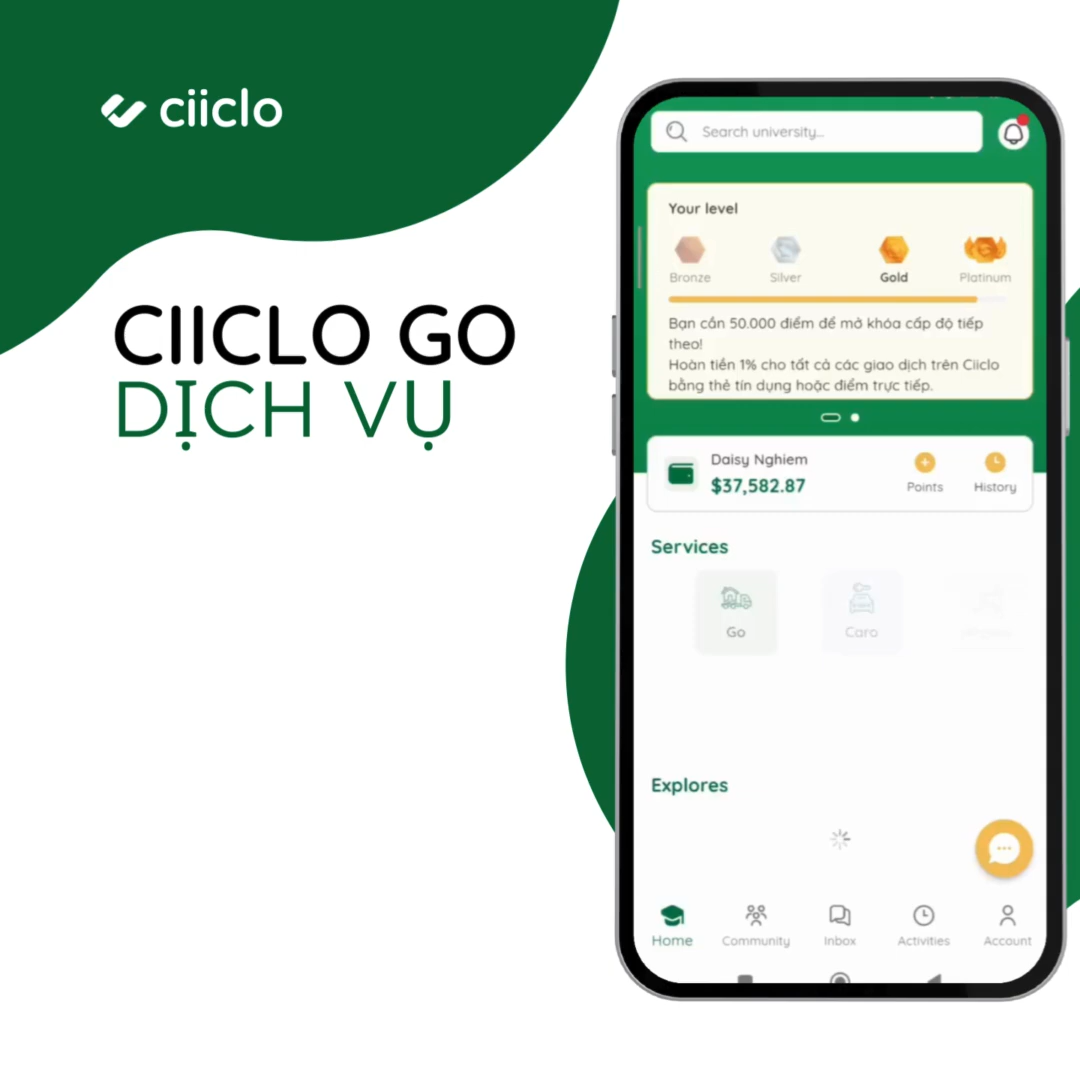 ciiclo
CIICLO GO
DỊCH VỤ
Search university...
Your level
Bronze
Silver
Gold
Platinum
Bạn cần 50.000 điểm để mở khóa cấp độ tiếp
theo!
Hoàn tiền 1% cho tất cả các giao dịch trên Ciiclo
bằng thẻ tín dụng hoặc điểm trực tiếp.
Daisy Nghiem
$37,582.87
Points
History
Services
Go
Caro
Explores
Home
Community
Inbox
Activities
Account